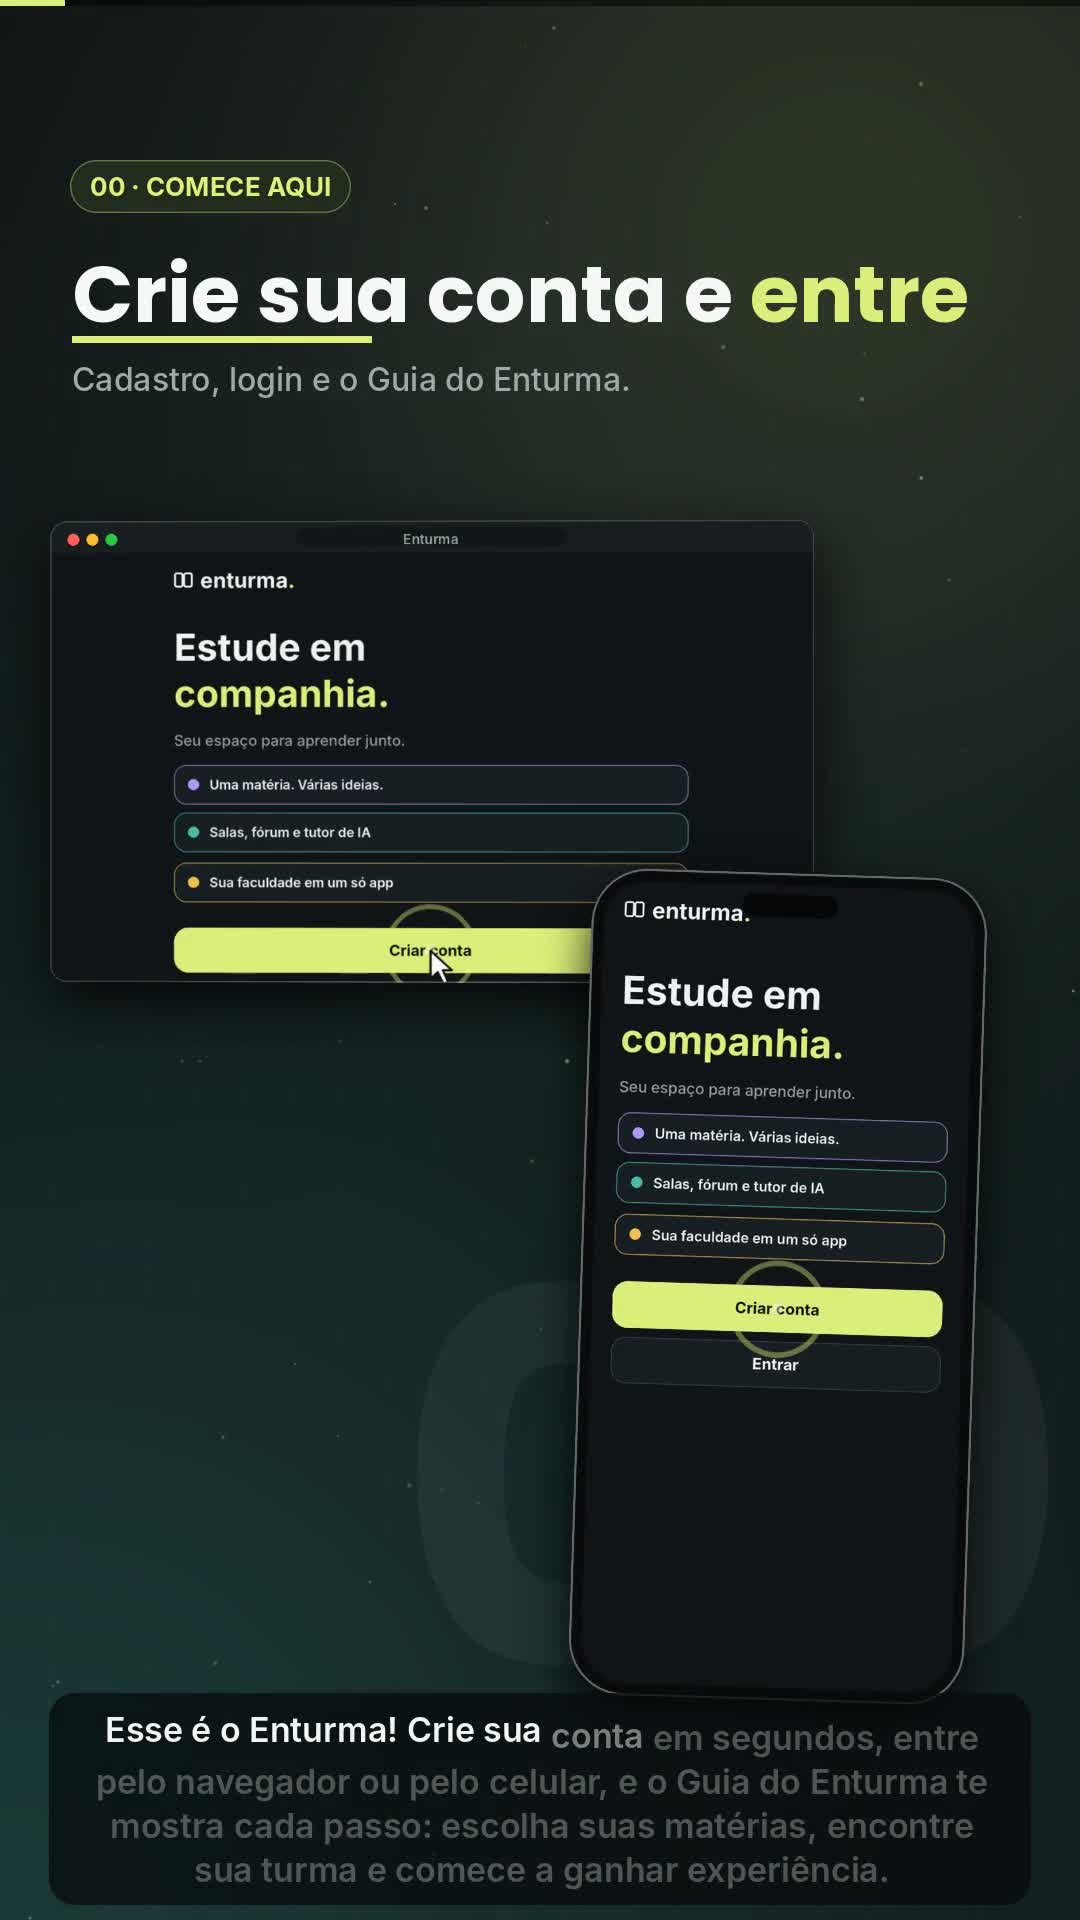 00 · COMECE AQUI
Crie sua conta e entre
Cadastro, login e o Guia do Enturma.
Enturma
enturma.
Estude em
companhia.
Seu espaço para aprender junto.
Uma matéria. Várias ideias.
Salas, fórum e tutor de IA
Sua faculdade em um só app
Criar conta
enturma.
Estude em
companhia.
Seu espaço para aprender junto.
Uma matéria. Várias ideias.
Salas, fórum e tutor de IA
Sua faculdade em um só app
Criar conta
Entrar
Esse é o Enturma! Crie sua conta em segundos, entre
pelo navegador ou pelo celular, e o Guia do Enturma te
mostra cada passo: escolha suas matérias, encontre
sua turma e comece a ganhar experiência.